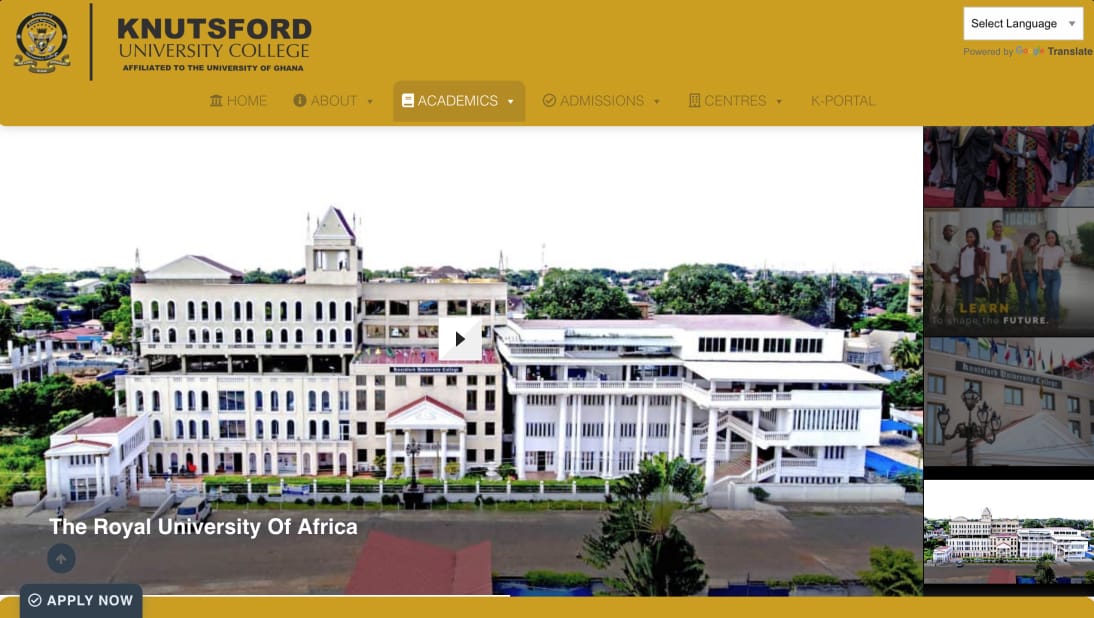 KNUTSFORD
UNIVERSITY COLLEGE
AFFILIATED TO THE UNIVERSITY OF GHANA
Select Language
Powered by Google Translate
HOME
ABOUT
ACADEMICS
ADMISSIONS
CENTRES
K-PORTAL
Knutsford University College
We LEARN
To shape the FUTURE.
Knutsford University College
The Royal University Of Africa
APPLY NOW